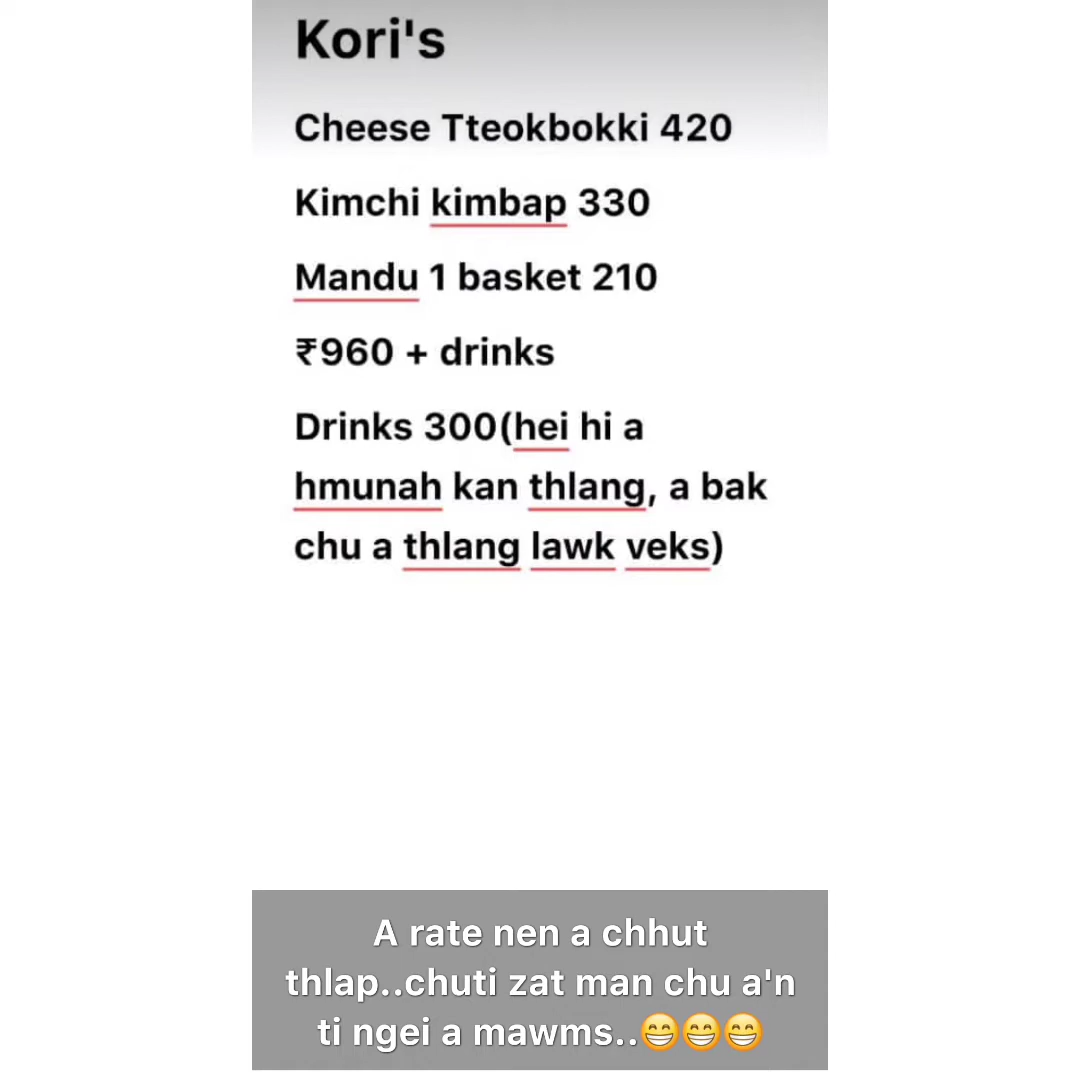 Kori's
Cheese Tteokbokki 420
Kimchi kimbap 330
Mandu 1 basket 210
₹960 + drinks
Drinks 300(hei hi a
hmunah kan thlang, a bak
chu a thlang lawk veks)
A rate nen a chhut
thlap..chuti zat man chu a'n
ti ngei a mawms..😁😁😁